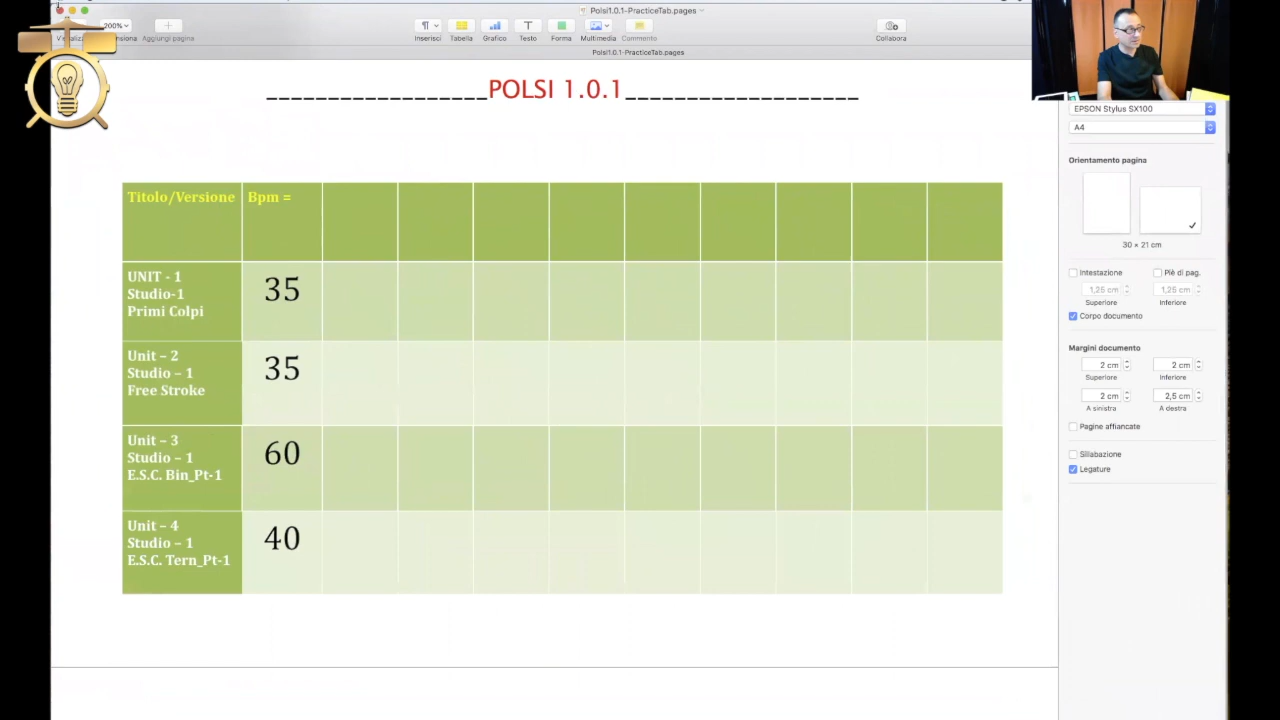 Polsi1.0.1-PracticeTab.pages
200%
Aggiungi pagina
Inserisci
Tabella
Grafico
Testo
Forma
Multimedia
Commento
Collabora
Polsi1.0.1-PracticeTab.pages
__________________POLSI 1.0.1___________________
EPSON Stylus SX100
A4
Orientamento pagina
30 × 21 cm
Titolo/Versione
Bpm =
UNIT - 1
Studio-1
Primi Colpi
35
Unit – 2
Studio – 1
Free Stroke
35
Unit – 3
Studio – 1
E.S.C. Bin_Pt-1
60
Unit – 4
Studio – 1
E.S.C. Tern_Pt-1
40
Intestazione
Piè di pag.
1,25 cm
1,25 cm
Superiore
Inferiore
Corpo documento
Margini documento
2 cm
2 cm
Superiore
Inferiore
2 cm
2,5 cm
A sinistra
A destra
Pagine affiancate
Sillabazione
Legature